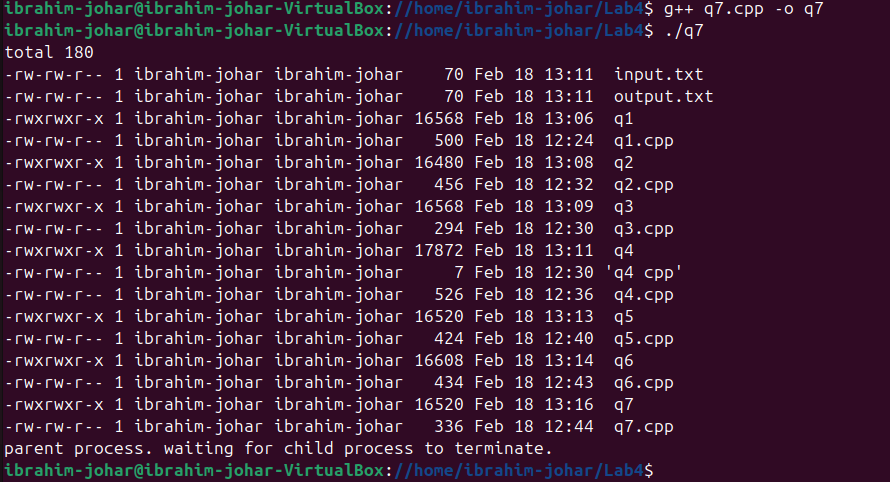 ibrahim-johar@ibrahim-johar-VirtualBox://home/ibrahim-johar/Lab4$ g++ q7.cpp -o q7
ibrahim-johar@ibrahim-johar-VirtualBox://home/ibrahim-johar/Lab4$ ./q7
total 180
-rw-rw-r-- 1 ibrahim-johar ibrahim-johar    70 Feb 18 13:11  input.txt
-rw-rw-r-- 1 ibrahim-johar ibrahim-johar    70 Feb 18 13:11  output.txt
-rwxrwxr-x 1 ibrahim-johar ibrahim-johar 16568 Feb 18 13:06  q1
-rw-rw-r-- 1 ibrahim-johar ibrahim-johar   500 Feb 18 12:24  q1.cpp
-rwxrwxr-x 1 ibrahim-johar ibrahim-johar 16480 Feb 18 13:08  q2
-rw-rw-r-- 1 ibrahim-johar ibrahim-johar   456 Feb 18 12:32  q2.cpp
-rwxrwxr-x 1 ibrahim-johar ibrahim-johar 16568 Feb 18 13:09  q3
-rw-rw-r-- 1 ibrahim-johar ibrahim-johar   294 Feb 18 12:30  q3.cpp
-rwxrwxr-x 1 ibrahim-johar ibrahim-johar 17872 Feb 18 13:11  q4
-rw-rw-r-- 1 ibrahim-johar ibrahim-johar     7 Feb 18 12:30 'q4 cpp'
-rw-rw-r-- 1 ibrahim-johar ibrahim-johar   526 Feb 18 12:36  q4.cpp
-rwxrwxr-x 1 ibrahim-johar ibrahim-johar 16520 Feb 18 13:13  q5
-rw-rw-r-- 1 ibrahim-johar ibrahim-johar   424 Feb 18 12:40  q5.cpp
-rwxrwxr-x 1 ibrahim-johar ibrahim-johar 16608 Feb 18 13:14  q6
-rw-rw-r-- 1 ibrahim-johar ibrahim-johar   434 Feb 18 12:43  q6.cpp
-rwxrwxr-x 1 ibrahim-johar ibrahim-johar 16520 Feb 18 13:16  q7
-rw-rw-r-- 1 ibrahim-johar ibrahim-johar   336 Feb 18 12:44  q7.cpp
parent process. waiting for child process to terminate.
ibrahim-johar@ibrahim-johar-VirtualBox://home/ibrahim-johar/Lab4$